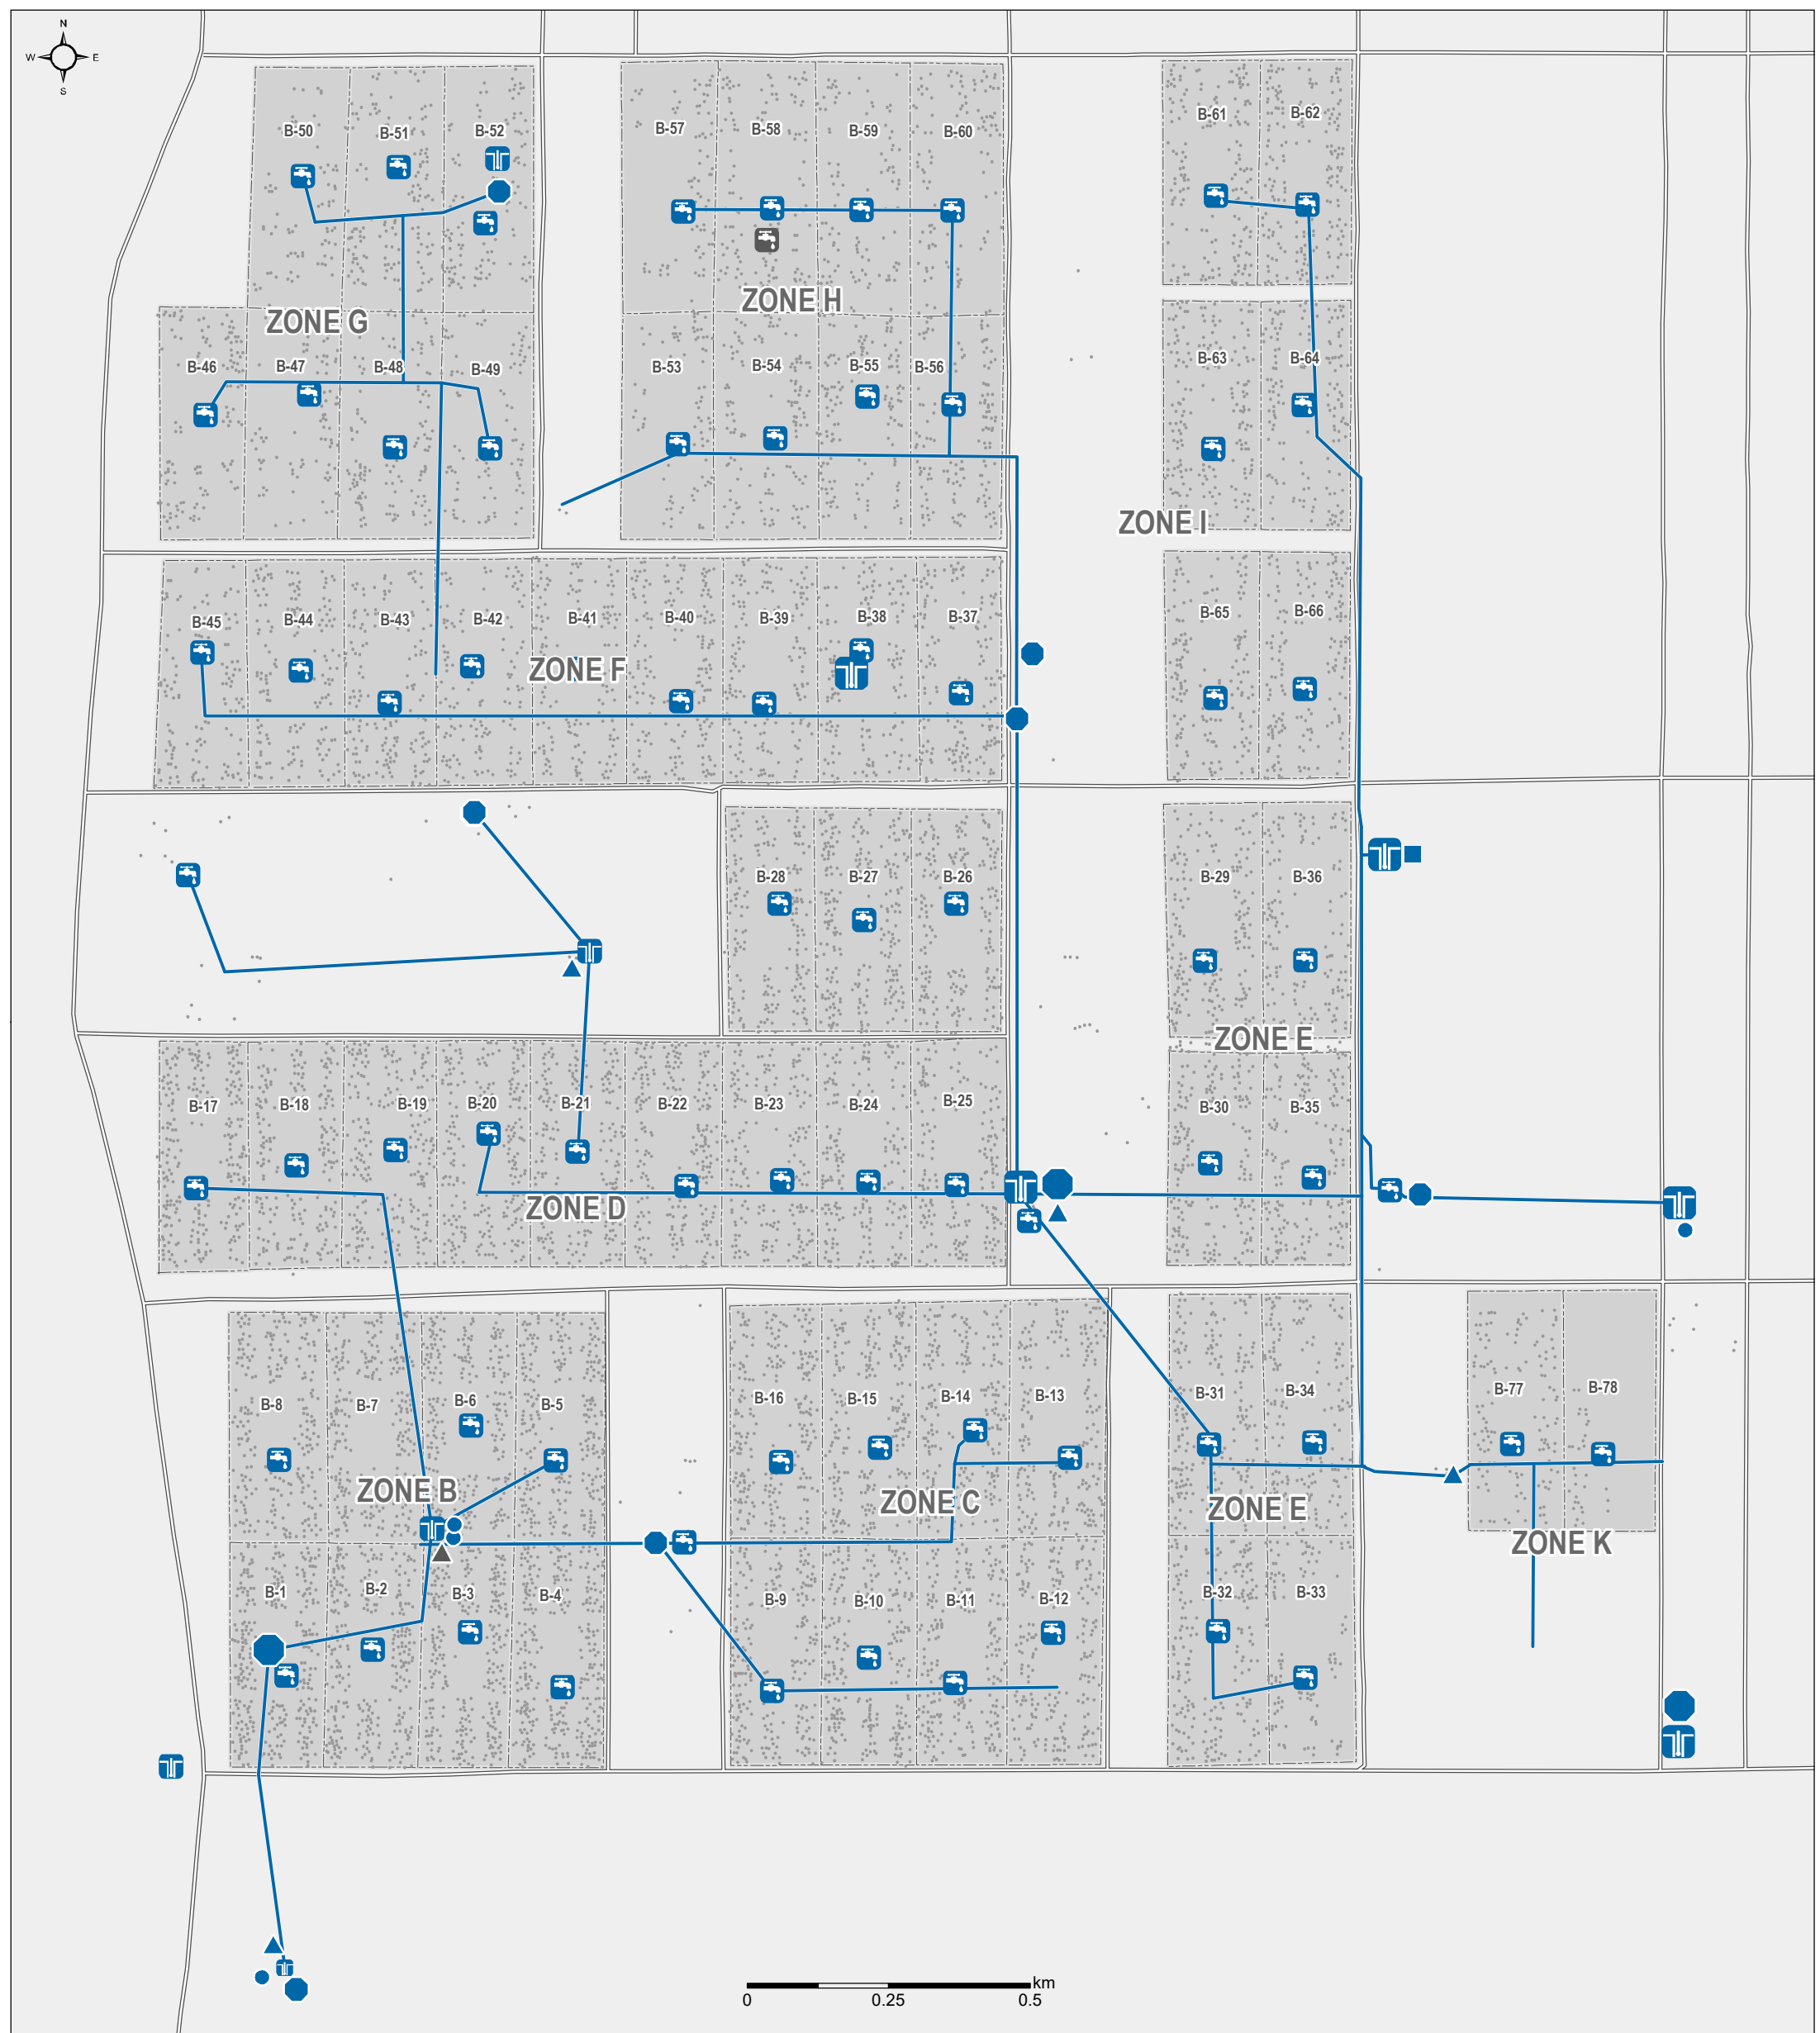 N
W E
S
B-50 B-51 B-52
B-57 B-58 B-59 B-60
B-61 B-62
ZONE G
ZONE H
B-46 B-47 B-48 B-49
B-53 B-54 B-55 B-56
B-63 B-64
ZONE I
B-45 B-44 B-43 B-42 B-41 B-40 B-39 B-38 B-37
B-65 B-66
ZONE F
B-28 B-27 B-26
B-29 B-36
ZONE E
B-17 B-18 B-19 B-20 B-21 B-22 B-23 B-24 B-25
B-30 B-35
ZONE D
B-8 B-7 B-6 B-5
B-16 B-15 B-14 B-13
B-31 B-34
B-77 B-78
ZONE B
ZONE C
ZONE E
ZONE K
B-1 B-2 B-3 B-4
B-9 B-10 B-11 B-12
B-32 B-33
km
0 0.25 0.5